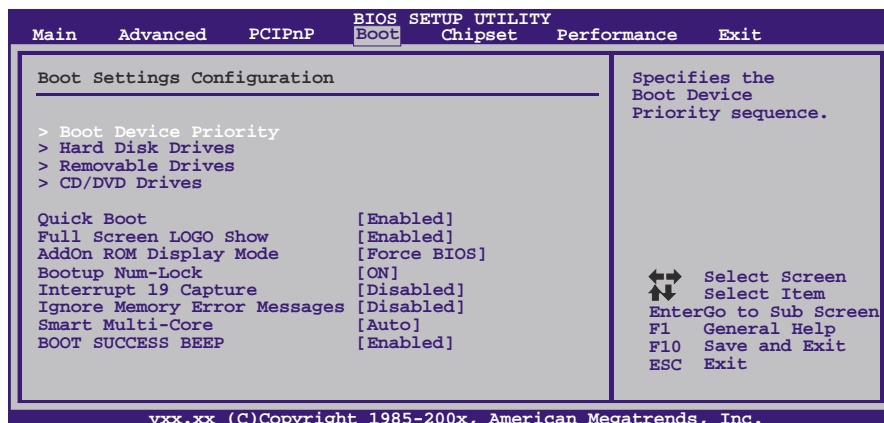 BIOS SETUP UTILITY
Main Advanced PCIPnP Boot Chipset Performance Exit
Boot Settings Configuration
> Boot Device Priority
> Hard Disk Drives
> Removable Drives
> CD/DVD Drives
Quick Boot [Enabled]
Full Screen LOGO Show [Enabled]
AddOn ROM Display Mode [Force BIOS]
Bootup Num-Lock [ON]
Interrupt 19 Capture [Disabled]
Ignore Memory Error Messages [Disabled]
Smart Multi-Core [Auto]
BOOT SUCCESS BEEP [Enabled]
Specifies the
Boot Device
Priority sequence.
Select Screen
Select Item
EnterGo to Sub Screen
F1 General Help
F10 Save and Exit
ESC Exit
vxx.xx (C)Copyright 1985-200x, American Megatrends, Inc.